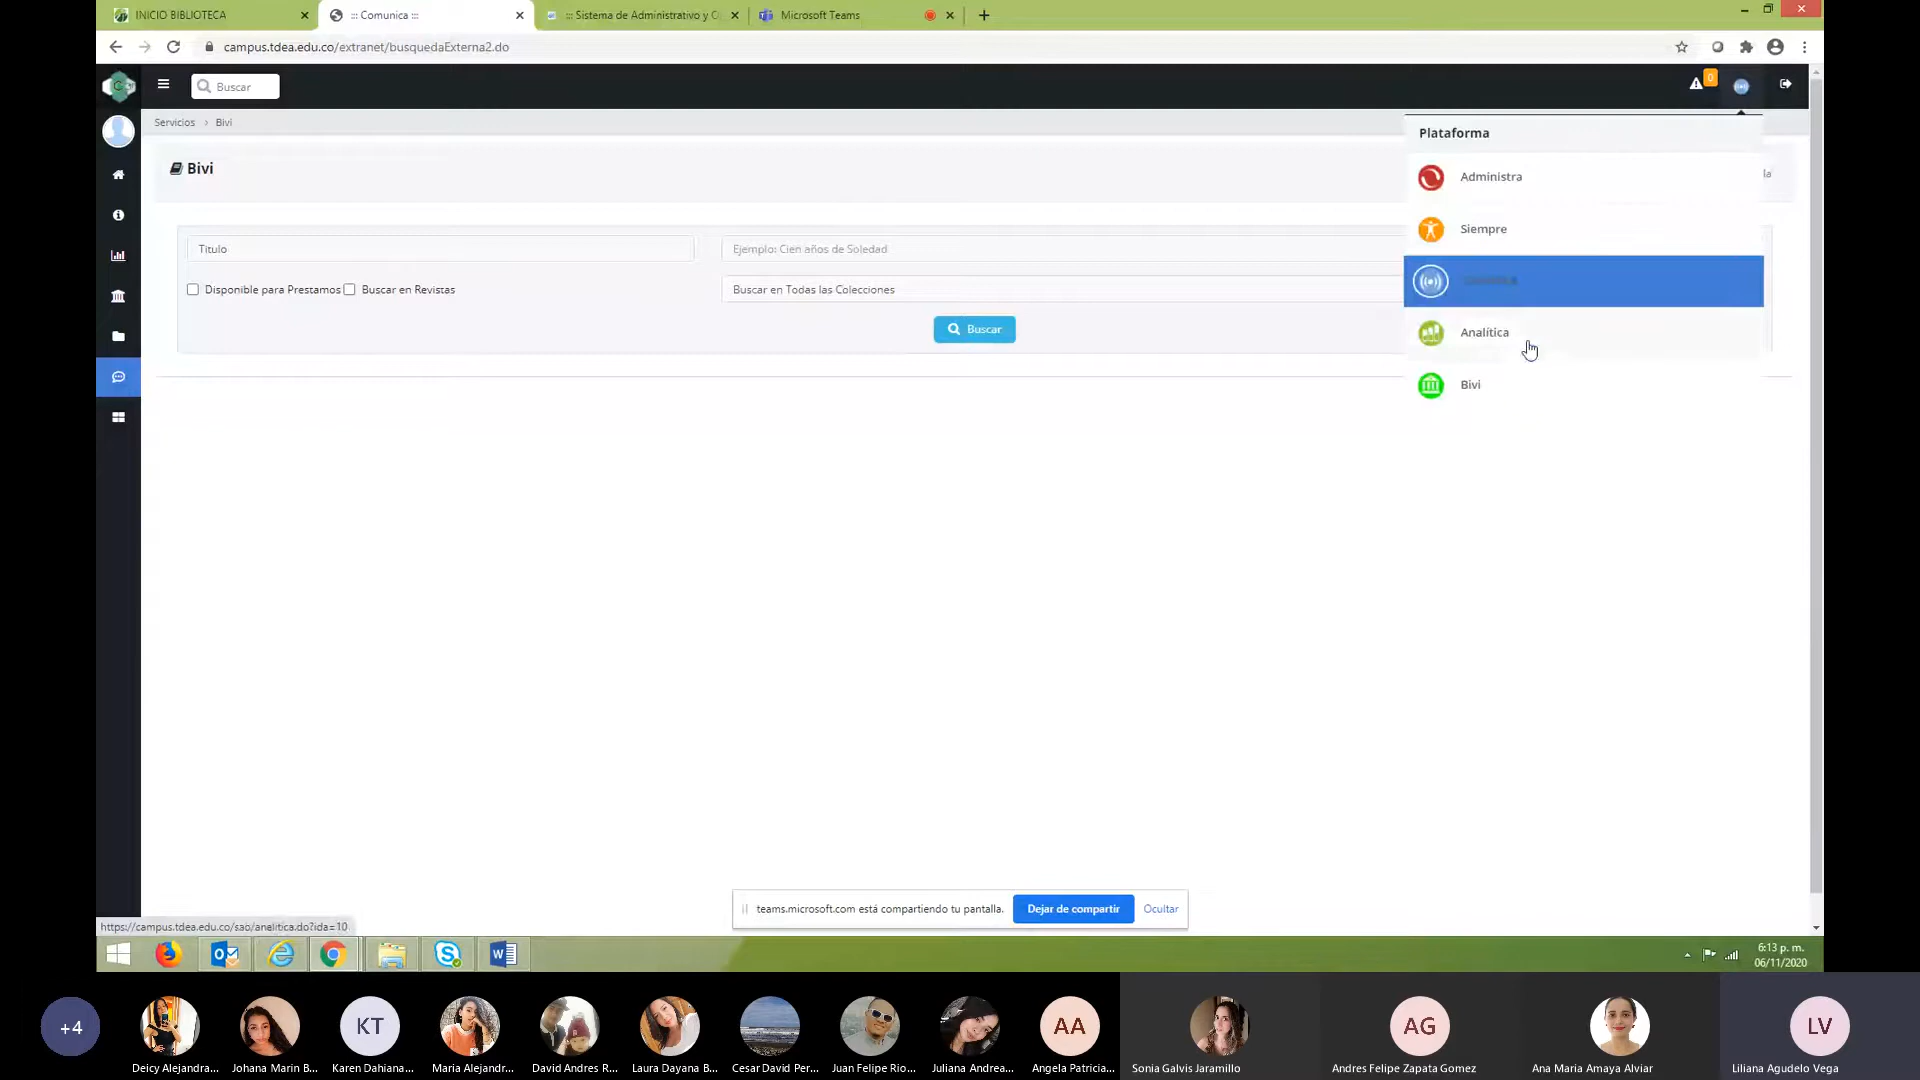 INICIO BIBLIOTECA
::: Comunica :::
::: Sistema de Administrativo y C
Microsoft Teams
campus.tdea.edu.co/extranet/busquedaExterna2.do
Buscar
0
Servicios > Bivi
Plataforma
Bivi
la
Administra
Siempre
Titulo
Ejemplo: Cien años de Soledad
Disponible para Prestamos
Buscar en Revistas
Buscar en Todas las Colecciones
Buscar
Analítica
Bivi
teams.microsoft.com está compartiendo tu pantalla.
Dejar de compartir
Ocultar
https://campus.tdea.edu.co/sao/analitica.do?ida=10
6:13 p. m.
06/11/2020
+4
KT
AA
AG
LV
Deicy Alejandra...
Johana Marin B...
Karen Dahiana...
Maria Alejandr...
David Andres R...
Laura Dayana B...
Cesar David Per...
Juan Felipe Rio...
Juliana Andrea...
Angela Patricia...
Sonia Galvis Jaramillo
Andres Felipe Zapata Gomez
Ana Maria Amaya Alviar
Liliana Agudelo Vega